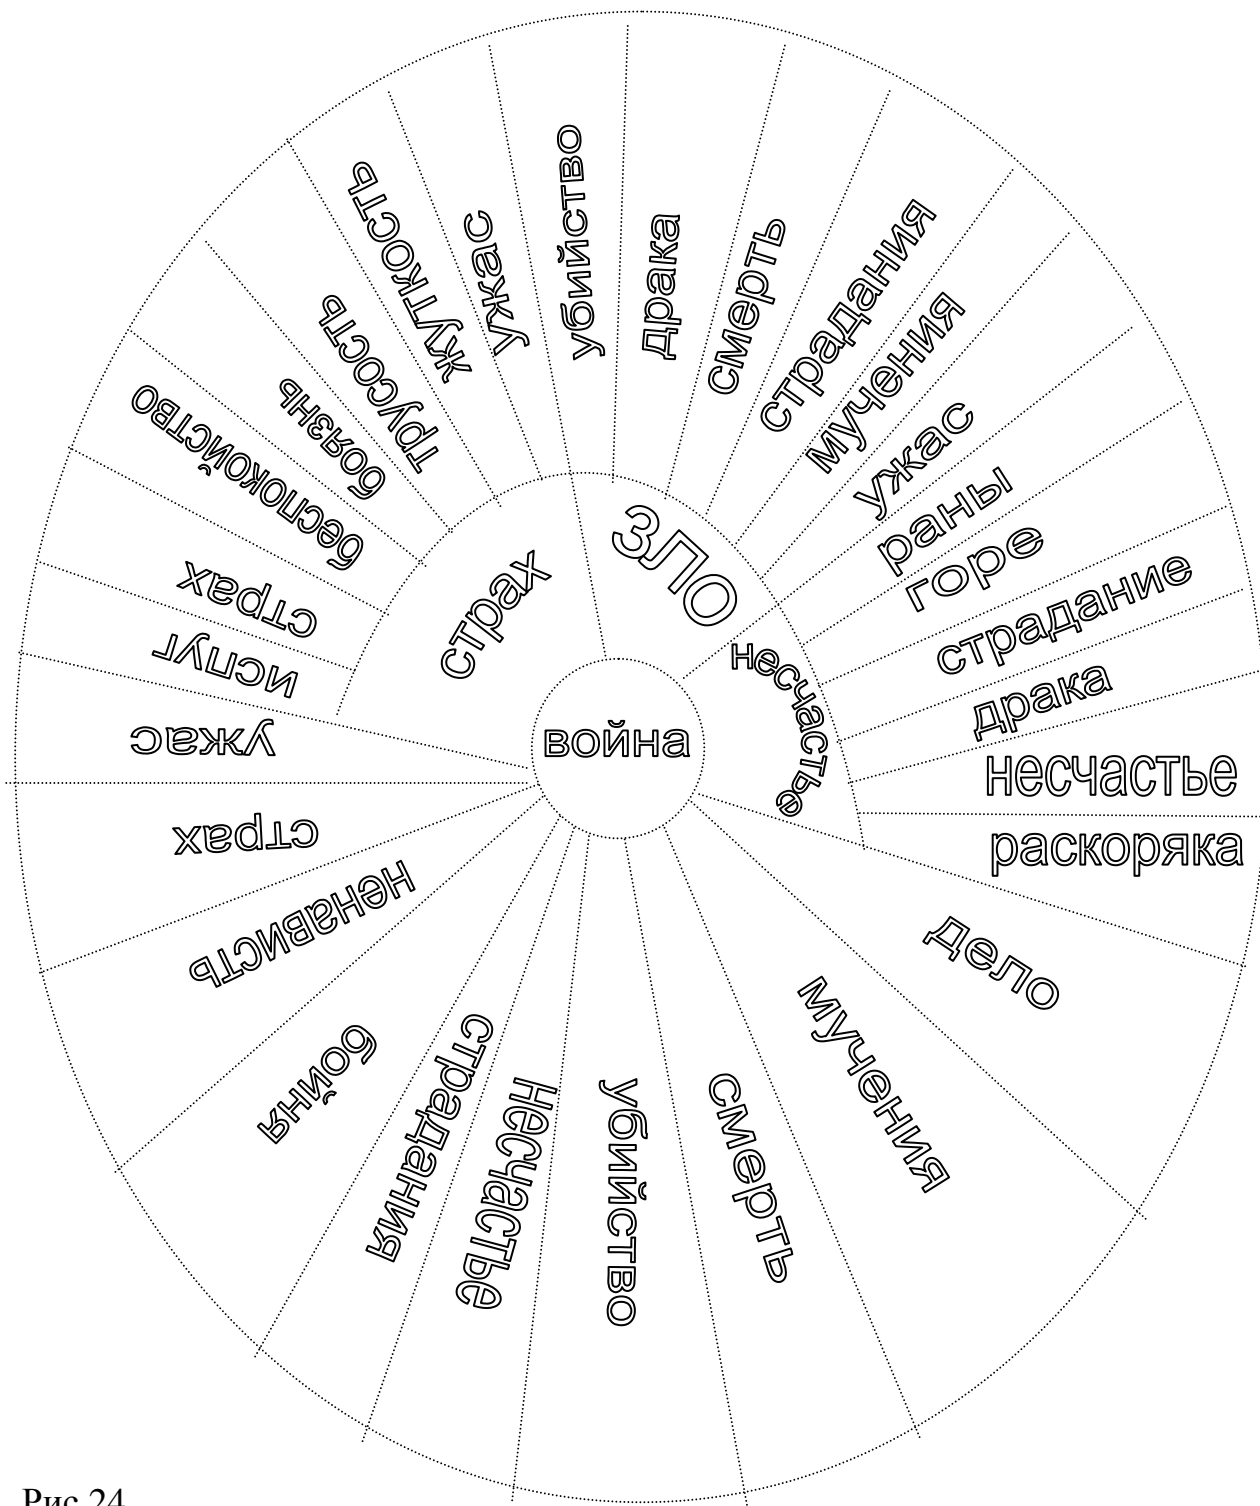 война
страх
зло
несчастье
ужас
испуг
страх
беспокойство
боязнь
трусость
жуткость
ужас
убийство
драка
смерть
страдания
мучения
ужас
раны
горе
страдание
драка
несчастье
раскоряка
дело
мучения
смерть
убийство
несчастье
страдания
бойня
ненависть
страх
Рис 24